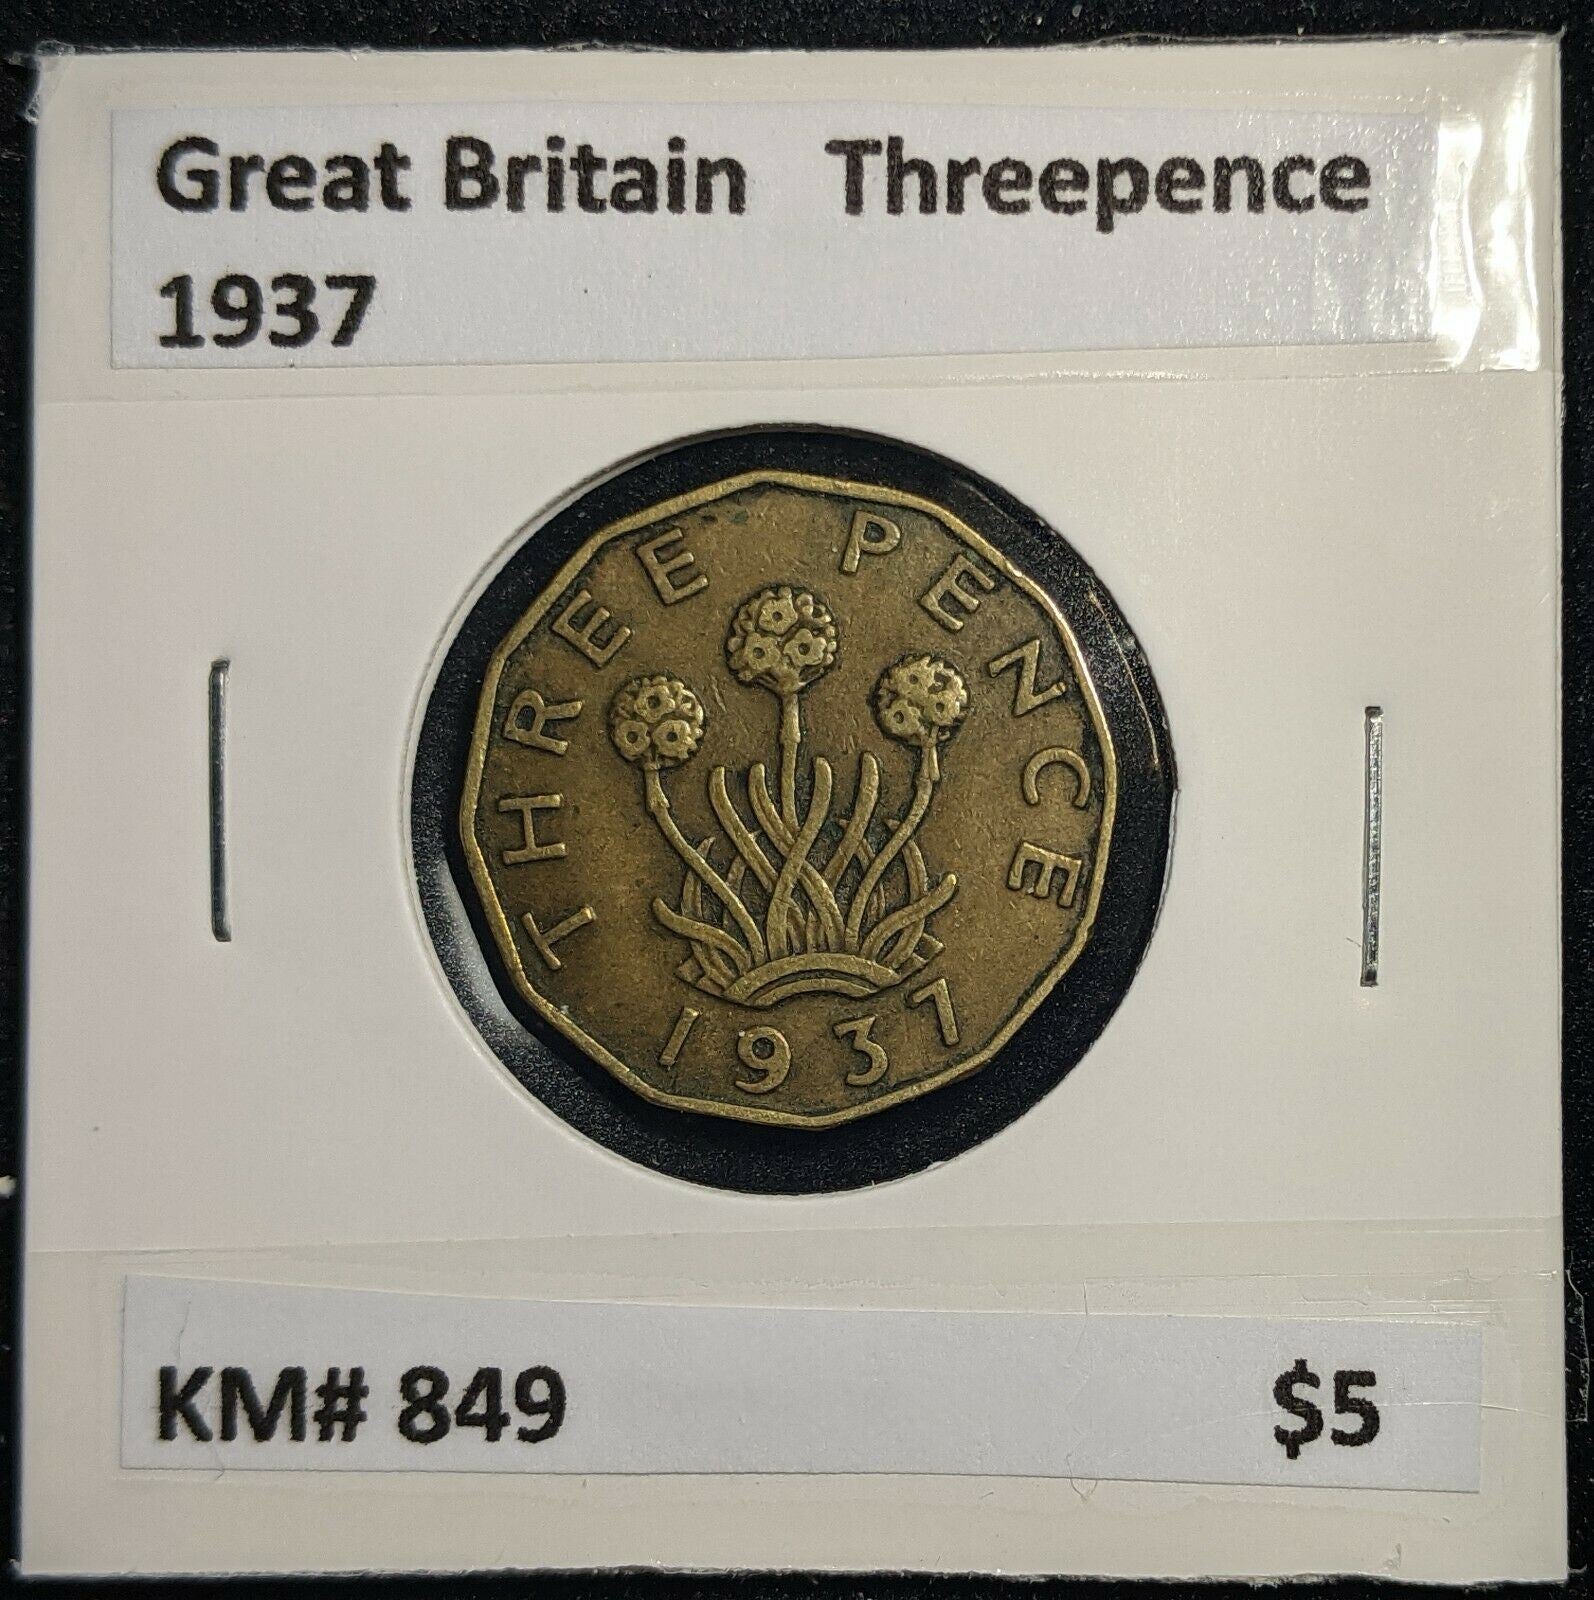 Great Britain Threepence
1937
THREE PENCE
1937
KM# 849 $5